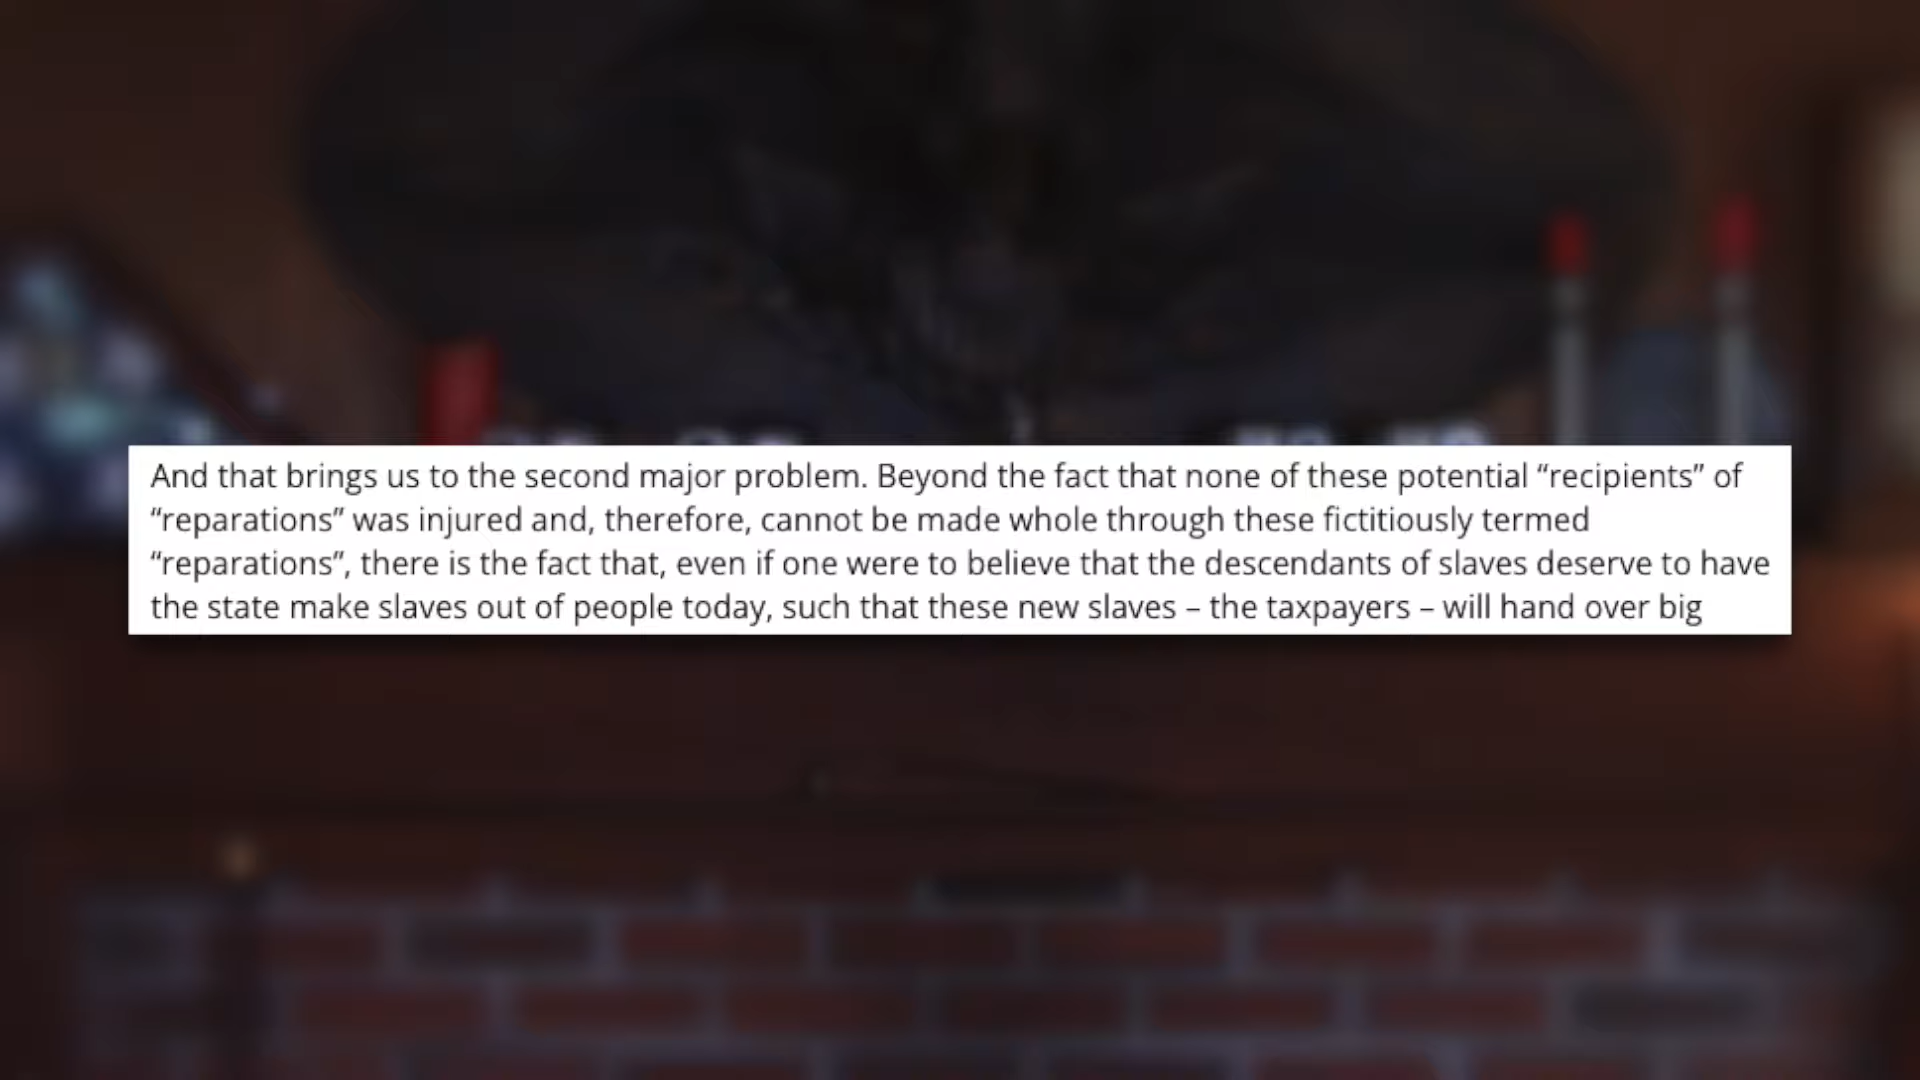 And that brings us to the second major problem. Beyond the fact that none of these potential “recipients” of
“reparations” was injured and, therefore, cannot be made whole through these fictitiously termed
“reparations”, there is the fact that, even if one were to believe that the descendants of slaves deserve to have
the state make slaves out of people today, such that these new slaves – the taxpayers – will hand over big